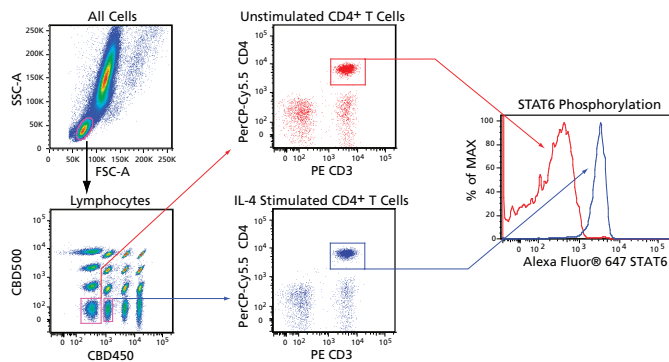 All Cells
250K
200K
150K
100K
50K
0
SSC-A
50K 100K 150K 200K 250K
FSC-A
Lymphocytes
10⁵
10⁴
10³
10²
0
CBD500
0 10² 10³ 10⁴ 10⁵
CBD450
Unstimulated CD4⁺ T Cells
10⁵
10⁴
10³
10²
0
PerCP-Cy5.5 CD4
0 10² 10³ 10⁴ 10⁵
PE CD3
IL-4 Stimulated CD4⁺ T Cells
10⁵
10⁴
10³
10²
0
PerCP-Cy5.5 CD4
0 10² 10³ 10⁴ 10⁵
PE CD3
STAT6 Phosphorylation
100
80
60
40
20
0
% of MAX
0 10² 10³ 10⁴ 10⁵
Alexa Fluor® 647 STAT6